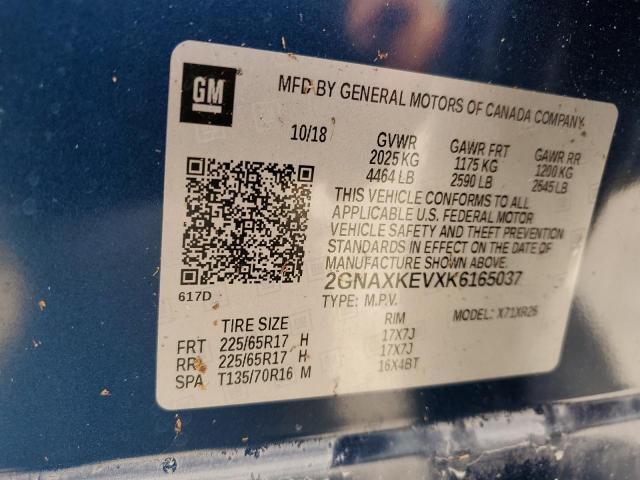 GM
MFD BY GENERAL MOTORS OF CANADA COMPANY
10/18 GVWR GAWR FRT GAWR RR
2025 KG 1175 KG 1200 KG
4464 LB 2590 LB 2645 LB
THIS VEHICLE CONFORMS TO ALL
APPLICABLE U.S. FEDERAL MOTOR
VEHICLE SAFETY AND THEFT PREVENTION
STANDARDS IN EFFECT ON THE DATE OF
MANUFACTURE SHOWN ABOVE.
2GNAXKEVXK6165037
617D
TYPE: M.P.V. MODEL: X71XR26
TIRE SIZE RIM
FRT 225/65R17 H 17X7J
RR 225/65R17 H 17X7J
SPA T135/70R16 M 16X4BT